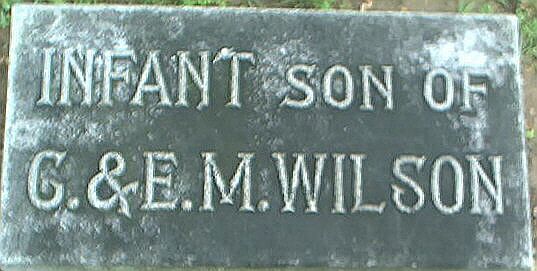 INFANT SON OF
G. & E. M. WILSON